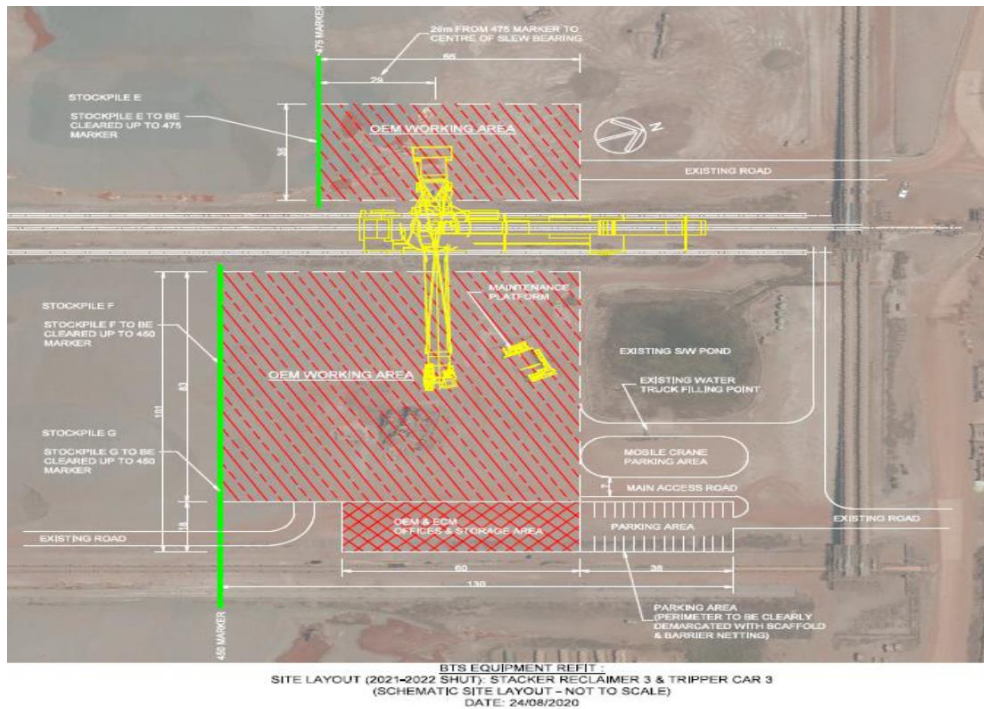 475 MARKER
26m FROM 475 MARKER TO
CENTRE OF SLEW BEARING
29
STOCKPILE E
STOCKPILE E TO BE
CLEARED UP TO 475
MARKER
OEM WORKING AREA
N
EXISTING ROAD
STOCKPILE F
STOCKPILE F TO BE
CLEARED UP TO 450
MARKER
MAINTENANCE
PLATFORM
EXISTING S/W POND
OEM WORKING AREA
EXISTING WATER
TRUCK FILLING POINT
83
101
STOCKPILE G
STOCKPILE G TO BE
CLEARED UP TO 450
MARKER
MOBILE CRANE
PARKING AREA
7
MAIN ACCESS ROAD
18
OEM & ECM
OFFICES & STORAGE AREA
PARKING AREA
EXISTING ROAD
EXISTING ROAD
60
38
130
PARKING AREA
(PERIMETER TO BE CLEARLY
DEMARCATED WITH SCAFFOLD
& BARRIER NETTING)
450 MARKER
BTS EQUIPMENT REFIT :
SITE LAYOUT (2021-2022 SHUT): STACKER RECLAIMER 3 & TRIPPER CAR 3
(SCHEMATIC SITE LAYOUT - NOT TO SCALE)
DATE: 24/08/2020